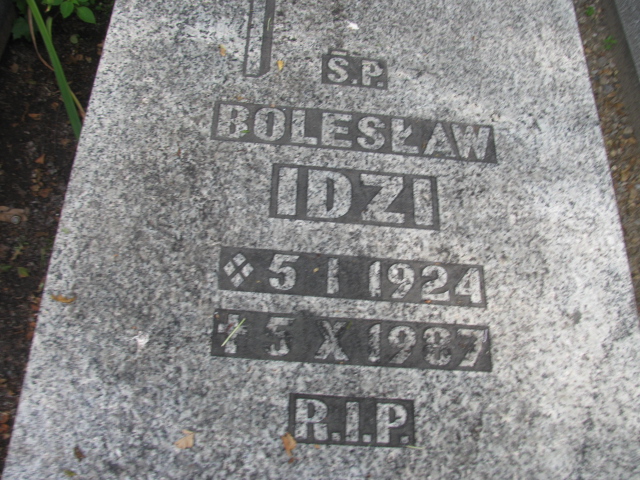 Ś.P.
BOLESŁAW
IDZI
5 I 1924
5 X 1987
R.I.P.